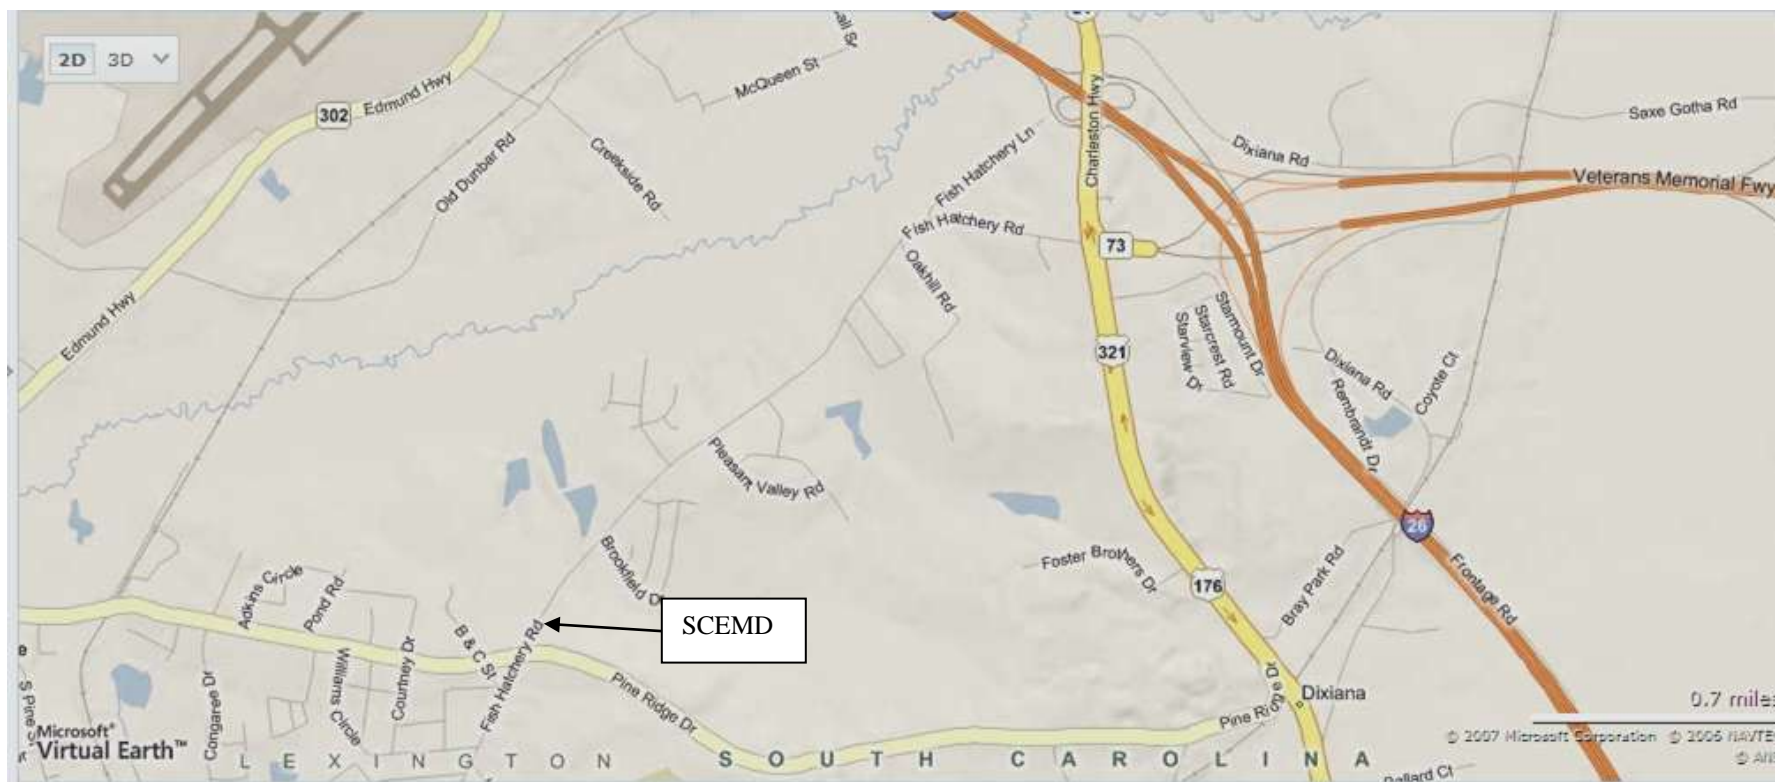 2D 3D
302
Edmund Hwy
McQueen St
Charleston Hwy
Saxe Gotha Rd
Dixiana Rd
Veterans Memorial Fwy
Old Dunbar Rd
Creekside Rd
Fish Hatchery Ln
Fish Hatchery Rd
73
Oakhill Rd
Edmund Hwy
321
Starmount Dr
Starcrest Rd
Starview Dr
Dixiana Rd
Coyote Ct
Rembrandt Dr
Pleasant Valley Rd
26
Brookfield Dr
Foster Brothers Dr
176
Bray Park Rd
Frontage Rd
Adkins Circle
Pond Rd
B & C St
SCEMD
Fish Hatchery Rd
Williams Circle
Courtney Dr
Congaree Dr
Pine Ridge Dr
Pine Ridge Dr
Dixiana
0.7 miles
Microsoft®
Virtual Earth™
© 2007 Microsoft Corporation © 2006 NAVTE
LEXINGTON SOUTH CAROLINA
Ballard Ct